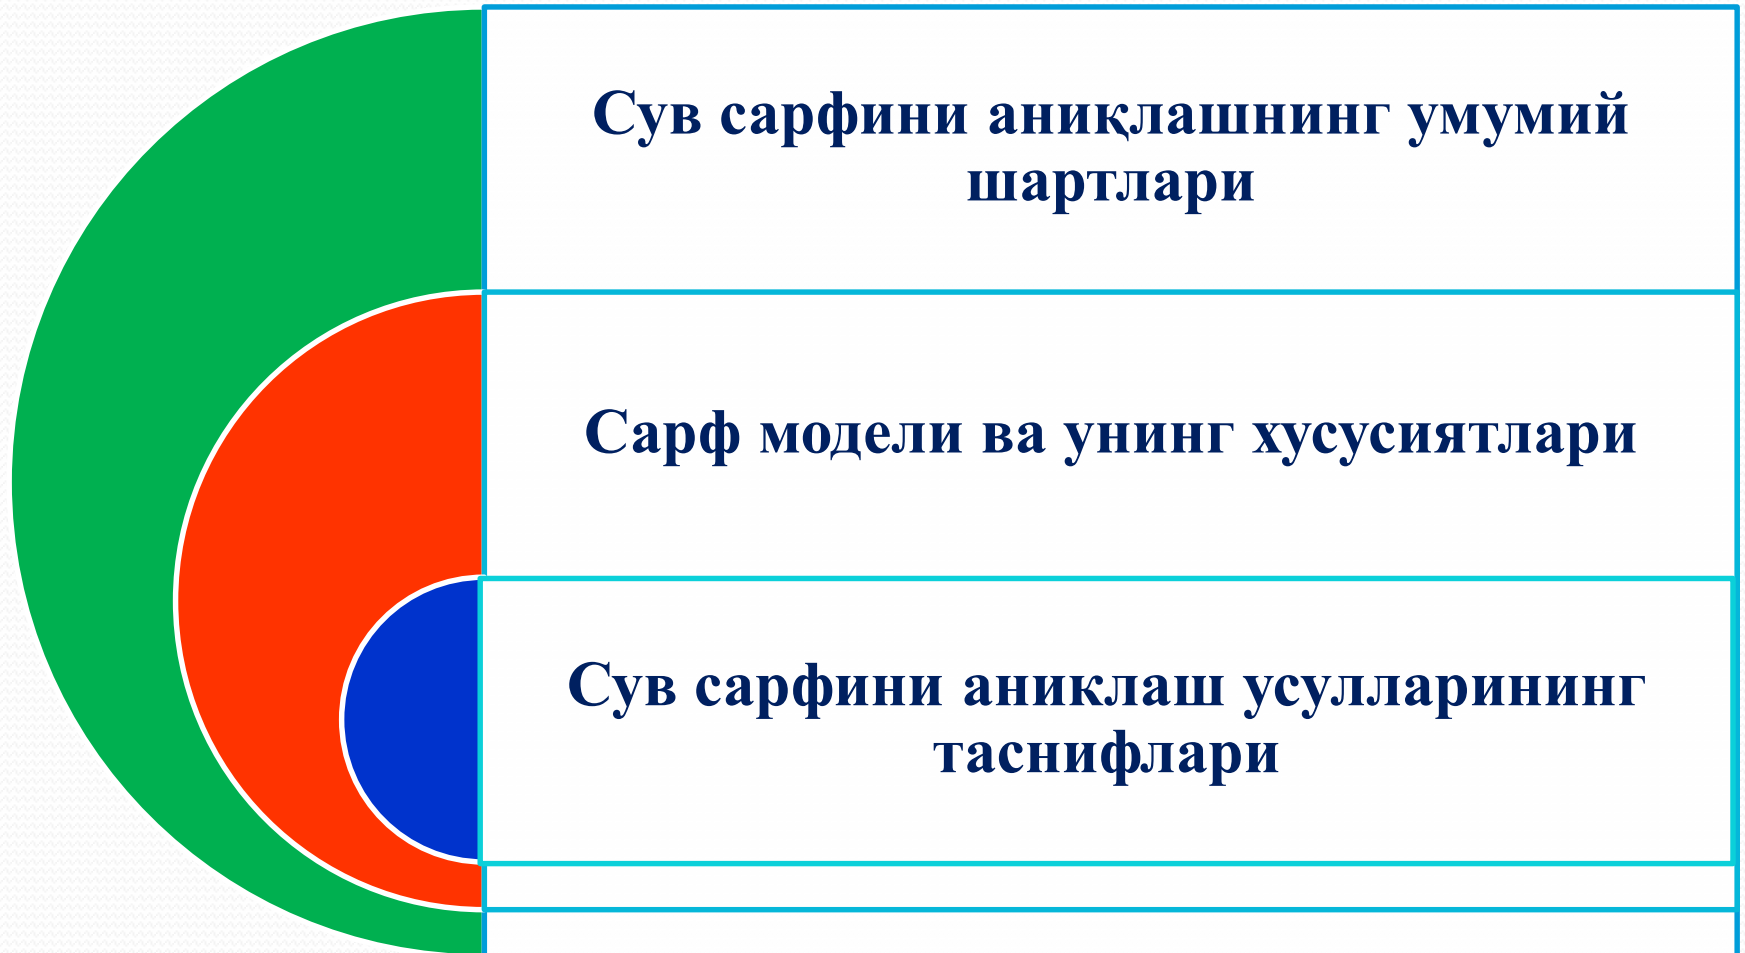 Сув сарфини аниқлашнинг умумий
шартлари
Сарф модели ва унинг хусусиятлари
Сув сарфини аниклаш усулларининг
таснифлари